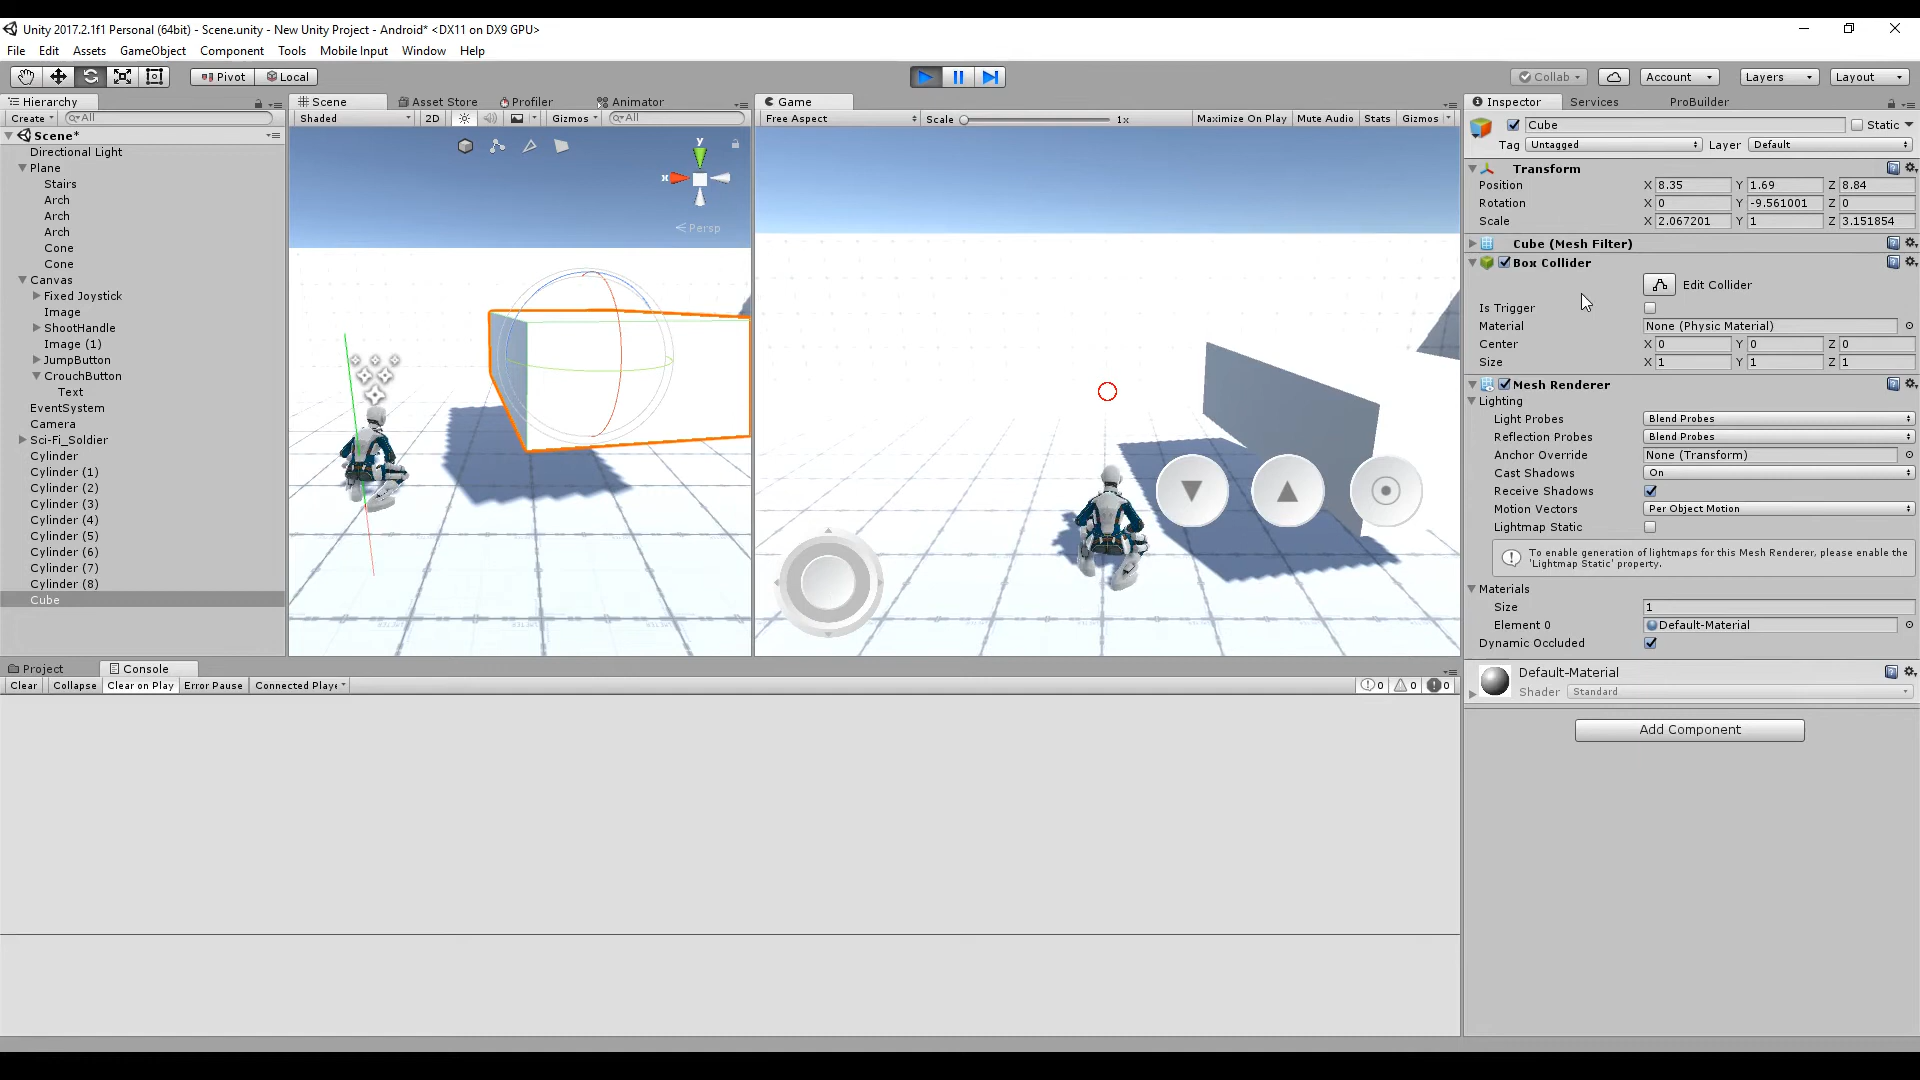 Unity 2017.2.1f1 Personal (64bit) - Scene.unity - New Unity Project - Android* <DX11 on DX9 GPU>
File Edit Assets GameObject Component Tools Mobile Input Window Help
Pivot Local Collab Account Layers Layout
Hierarchy
Create All
Scene*
Directional Light
Plane
Stairs
Arch
Arch
Arch
Cone
Cone
Canvas
Fixed Joystick
Image
ShootHandle
Image (1)
JumpButton
CrouchButton
Text
EventSystem
Camera
Sci-Fi_Soldier
Cylinder
Cylinder (1)
Cylinder (2)
Cylinder (3)
Cylinder (4)
Cylinder (5)
Cylinder (6)
Cylinder (7)
Cylinder (8)
Cube
Scene Asset Store Profiler Animator
Shaded 2D Gizmos All
y
x
Persp
Game
Free Aspect Scale 1x Maximize On Play Mute Audio Stats Gizmos
Inspector Services ProBuilder
Cube Static
Tag Untagged Layer Default
Transform
Position X 8.35 Y 1.69 Z 8.84
Rotation X 0 Y -9.561001 Z 0
Scale X 2.067201 Y 1 Z 3.151854
Cube (Mesh Filter)
Box Collider
Edit Collider
Is Trigger
Material None (Physic Material)
Center X 0 Y 0 Z 0
Size X 1 Y 1 Z 1
Mesh Renderer
Lighting
Light Probes Blend Probes
Reflection Probes Blend Probes
Anchor Override None (Transform)
Cast Shadows On
Receive Shadows
Motion Vectors Per Object Motion
Lightmap Static
To enable generation of lightmaps for this Mesh Renderer, please enable the
'Lightmap Static' property.
Materials
Size 1
Element 0 Default-Material
Dynamic Occluded
Default-Material
Shader Standard
Add Component
Project Console
Clear Collapse Clear on Play Error Pause Connected Playe 0 0 0